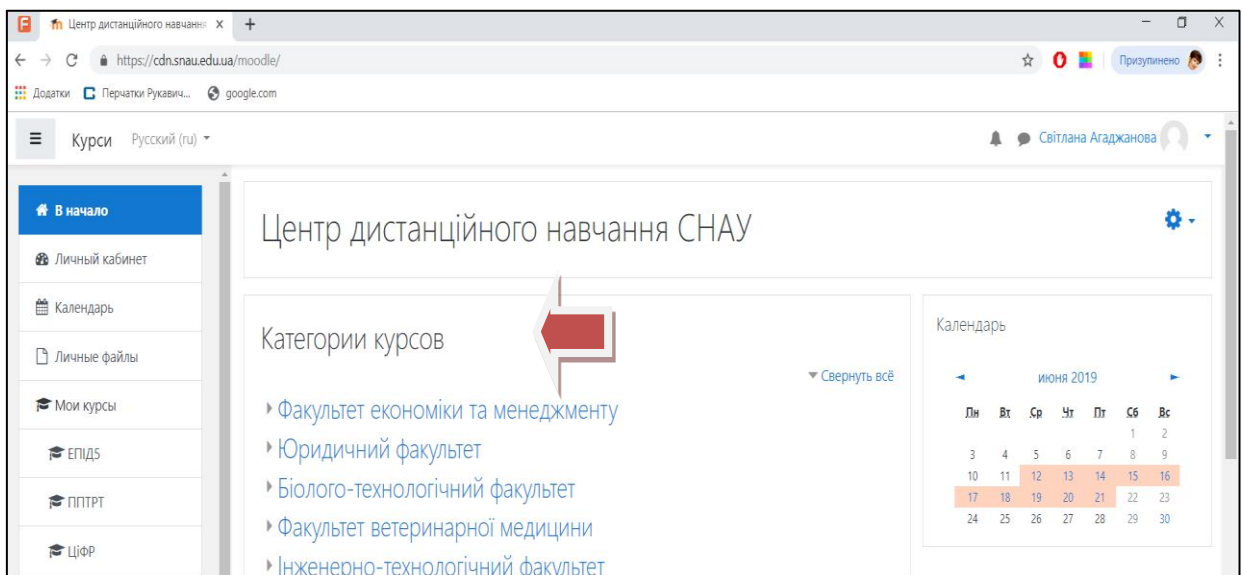 Центр дистанційного навчання
https://cdn.snau.edu.ua/moodle/
Призупинено
Додатки Перчатки Рукавич... google.com
Курси Русский (ru)
Світлана Агаджанова
В начало
Личный кабинет
Календарь
Личные файлы
Мои курсы
ЕПІД5
ППТРТ
ЦіФР
Центр дистанційного навчання СНАУ
Категории курсов
Свернуть всё
Факультет економіки та менеджменту
Юридичний факультет
Біолого-технологічний факультет
Факультет ветеринарної медицини
Інженерно-технологічний факультет
Календарь
июня 2019
Пн Вт Ср Чт Пт Сб Вс
1 2
3 4 5 6 7 8 9
10 11 12 13 14 15 16
17 18 19 20 21 22 23
24 25 26 27 28 29 30